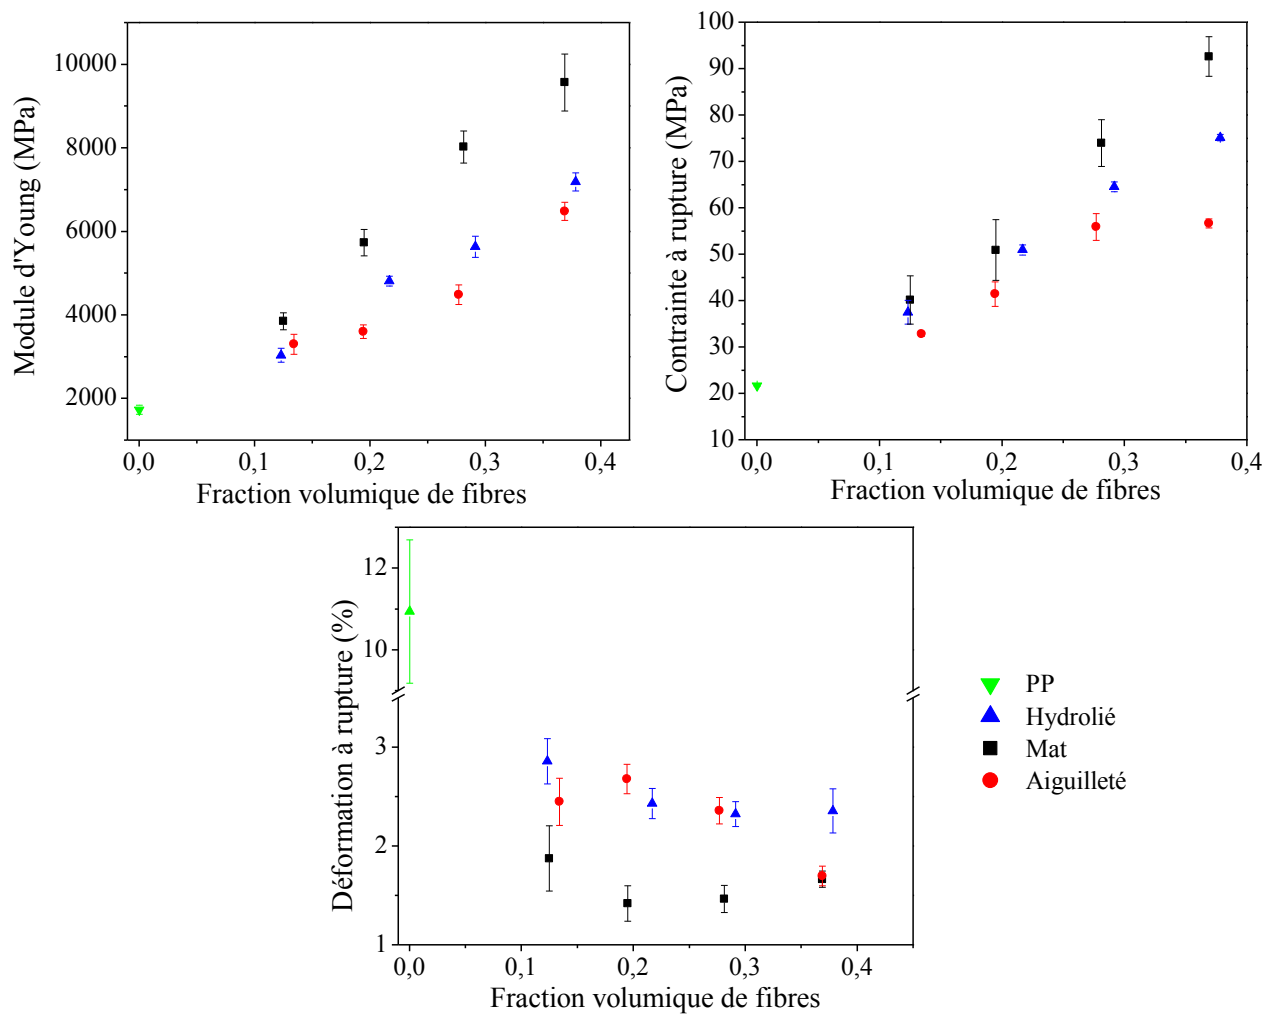 Module d'Young (MPa)
10000
8000
6000
4000
2000
0,0 0,1 0,2 0,3 0,4
Fraction volumique de fibres
Contrainte à rupture (MPa)
100
90
80
70
60
50
40
30
20
10
0,0 0,1 0,2 0,3 0,4
Fraction volumique de fibres
Déformation à rupture (%)
12
10
3
2
1
0,0 0,1 0,2 0,3 0,4
Fraction volumique de fibres
PP
Hydrolié
Mat
Aiguilleté